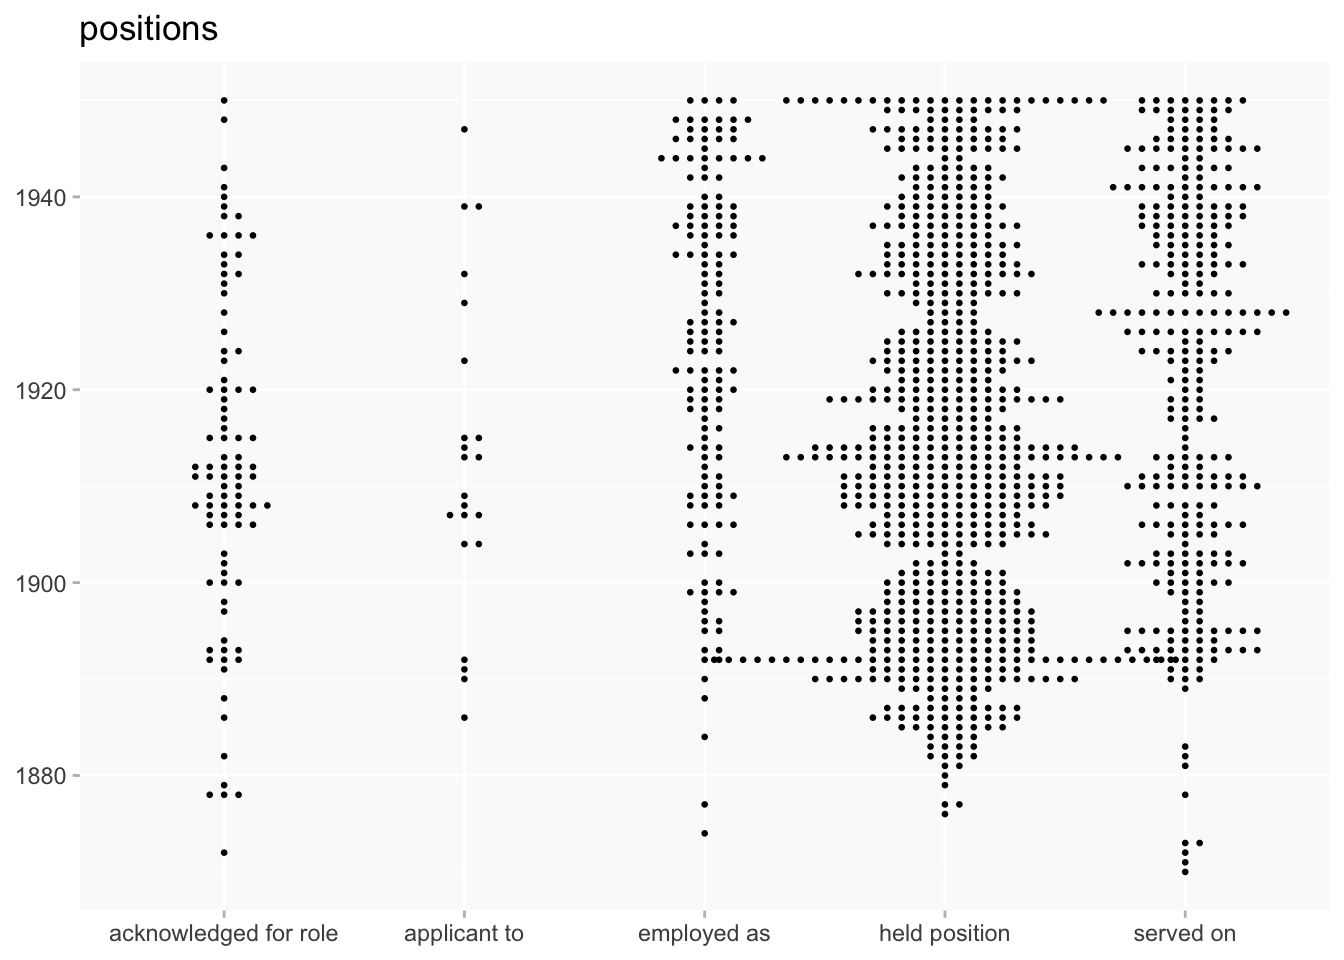 positions
1940
1920
1900
1880
acknowledged for role
applicant to
employed as
held position
served on